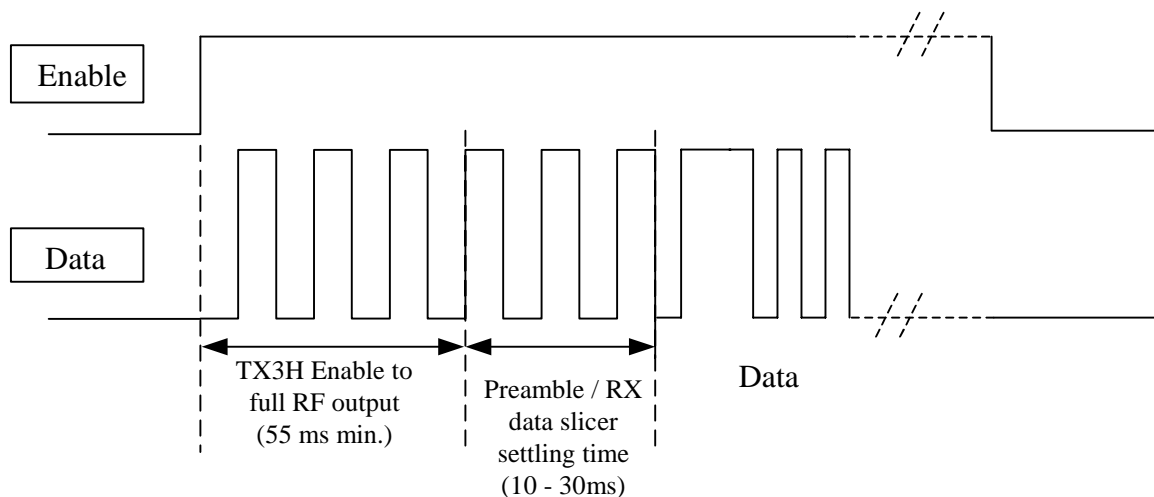 Enable
Data
TX3H Enable to
full RF output
(55 ms min.)
Preamble / RX
data slicer
settling time
(10 - 30ms)
Data